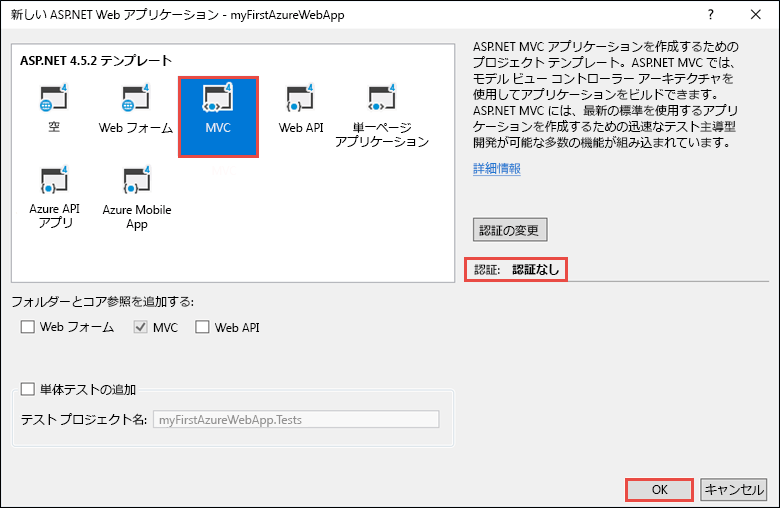 新しい ASP.NET Web アプリケーション - myFirstAzureWebApp
?
ASP.NET 4.5.2 テンプレート
空
Web フォーム
MVC
Web API
単一ページ
アプリケーション
Azure API
アプリ
Azure Mobile
App
ASP.NET MVC アプリケーションを作成するための
プロジェクト テンプレート。ASP.NET MVC では、
モデル ビュー コントローラー アーキテクチャを
使用してアプリケーションをビルドできます。
ASP.NET MVC には、最新の標準を使用するアプリ
ケーションを作成するための迅速なテスト主導型
開発が可能な多数の機能が組み込まれています。
詳細情報
認証の変更
認証: 認証なし
フォルダーとコア参照を追加する:
Web フォーム
MVC
Web API
単体テストの追加
テスト プロジェクト名:
myFirstAzureWebApp.Tests
OK
キャンセル